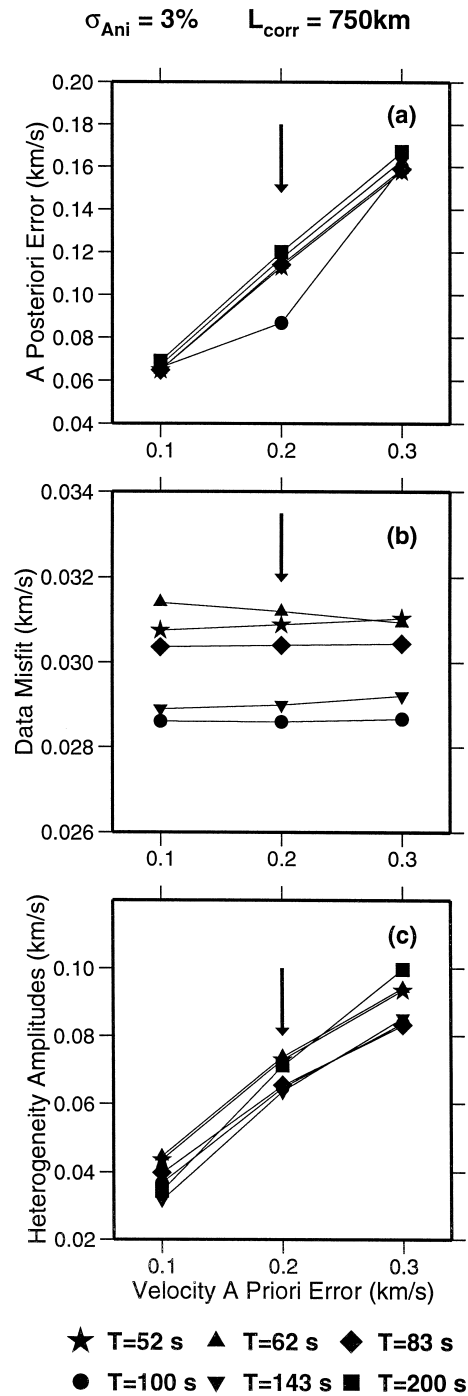 σAni = 3% Lcorr = 750km
(a)
A Posteriori Error (km/s)
0.20
0.18
0.16
0.14
0.12
0.10
0.08
0.06
0.04
0.1 0.2 0.3
(b)
Data Misfit (km/s)
0.034
0.032
0.030
0.028
0.026
0.1 0.2 0.3
(c)
Heterogeneity Amplitudes (km/s)
0.10
0.08
0.06
0.04
0.02
0.1 0.2 0.3
Velocity A Priori Error (km/s)
T=52 s T=62 s T=83 s
T=100 s T=143 s T=200 s